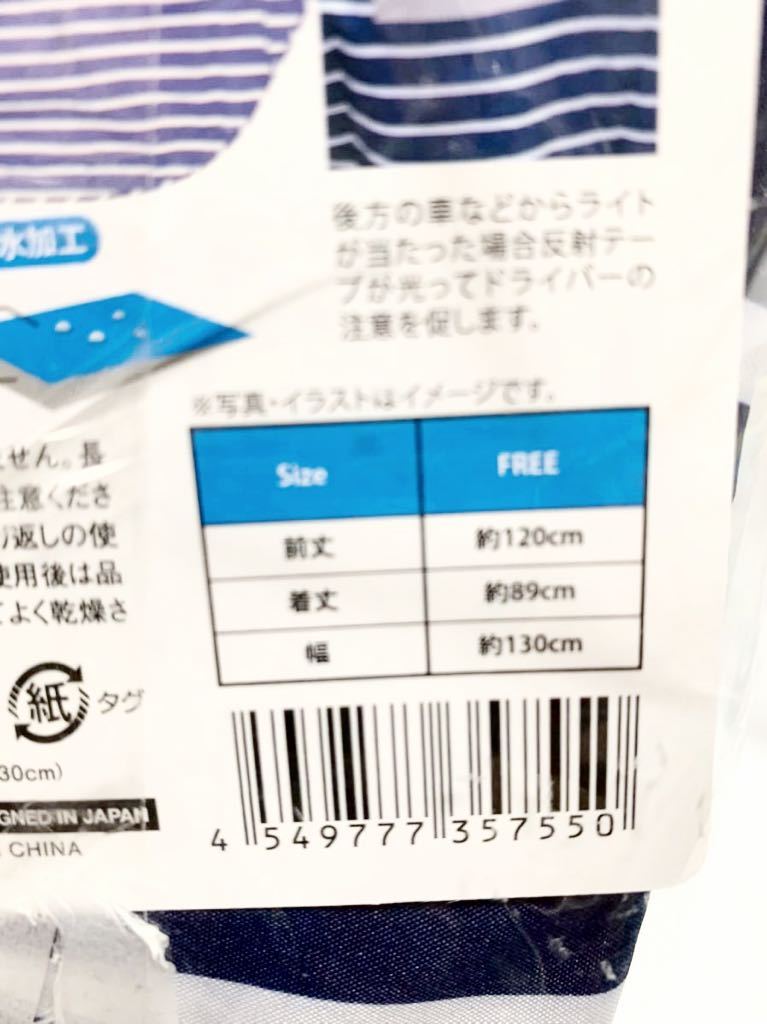 水加工
後方の車などからライト
が当たった場合反射テー
プが光ってドライバーの
注意を促します。
※写真・イラストはイメージです。
Size FREE
前丈 約120cm
着丈 約89cm
幅 約130cm
せん。長
注意くださ
り返しの使
使用後は品
てよく乾燥さ
紙 タグ
30cm)
GNED IN JAPAN
CHINA
4 549777 357550